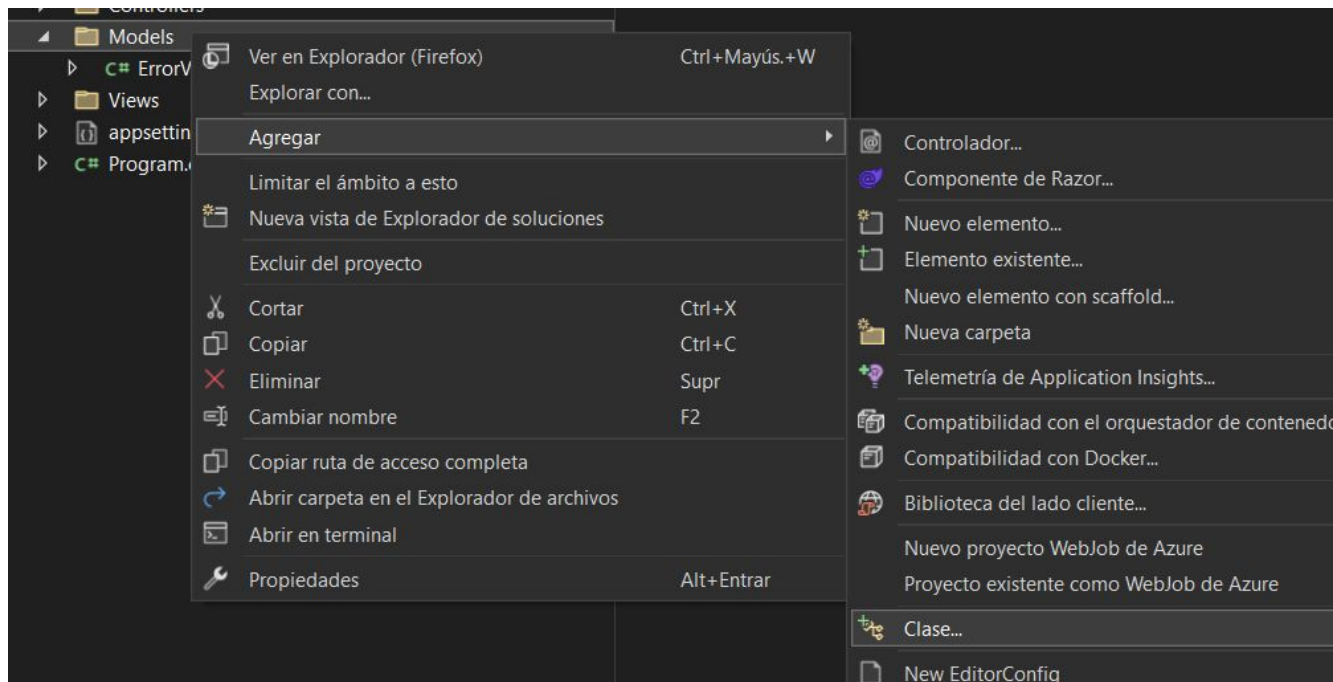 Controllers
Models
C# ErrorV
Views
appsettin
C# Program.
Ver en Explorador (Firefox) Ctrl+Mayús.+W
Explorar con...
Agregar
Limitar el ámbito a esto
Nueva vista de Explorador de soluciones
Excluir del proyecto
Cortar Ctrl+X
Copiar Ctrl+C
Eliminar Supr
Cambiar nombre F2
Copiar ruta de acceso completa
Abrir carpeta en el Explorador de archivos
Abrir en terminal
Propiedades Alt+Entrar
Controlador...
Componente de Razor...
Nuevo elemento...
Elemento existente...
Nuevo elemento con scaffold...
Nueva carpeta
Telemetría de Application Insights...
Compatibilidad con el orquestador de contenedo
Compatibilidad con Docker...
Biblioteca del lado cliente...
Nuevo proyecto WebJob de Azure
Proyecto existente como WebJob de Azure
Clase...
New EditorConfig